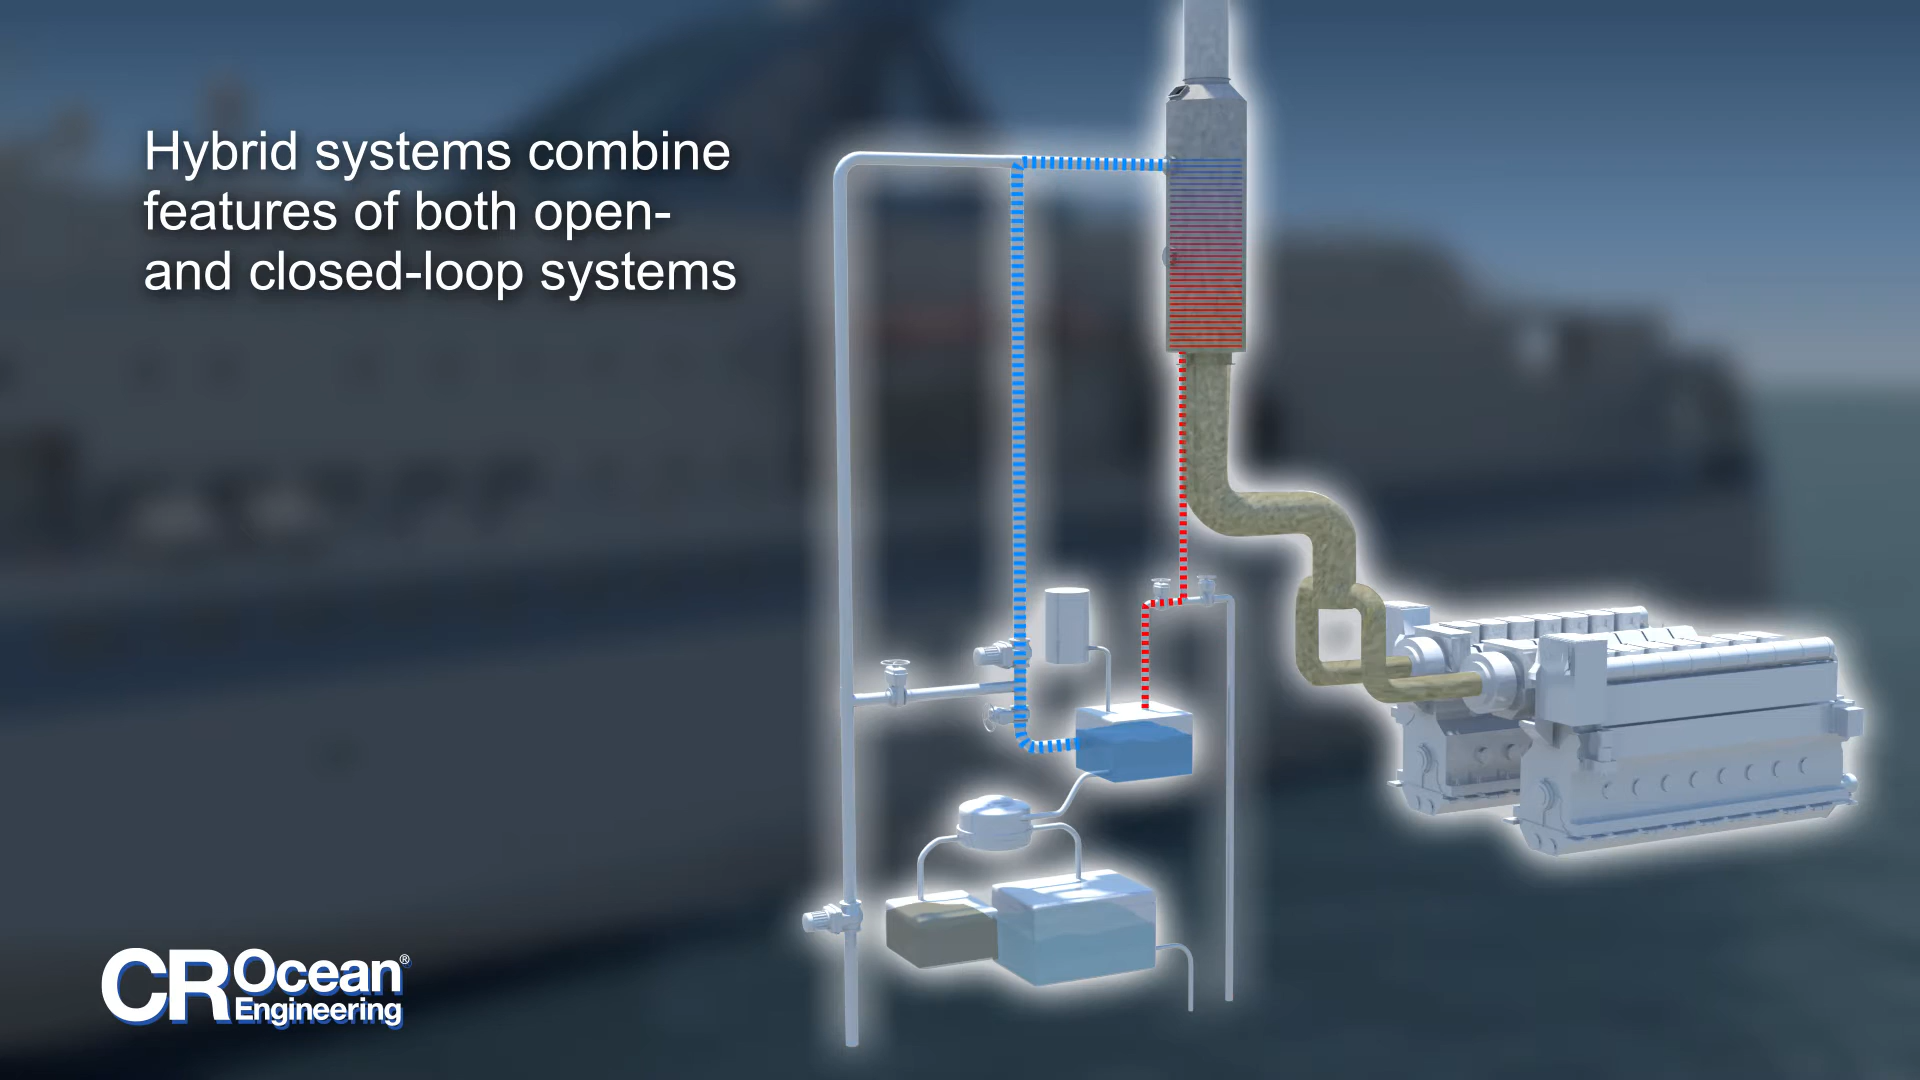 Hybrid systems combine
features of both open-
and closed-loop systems
CR Ocean®
Engineering